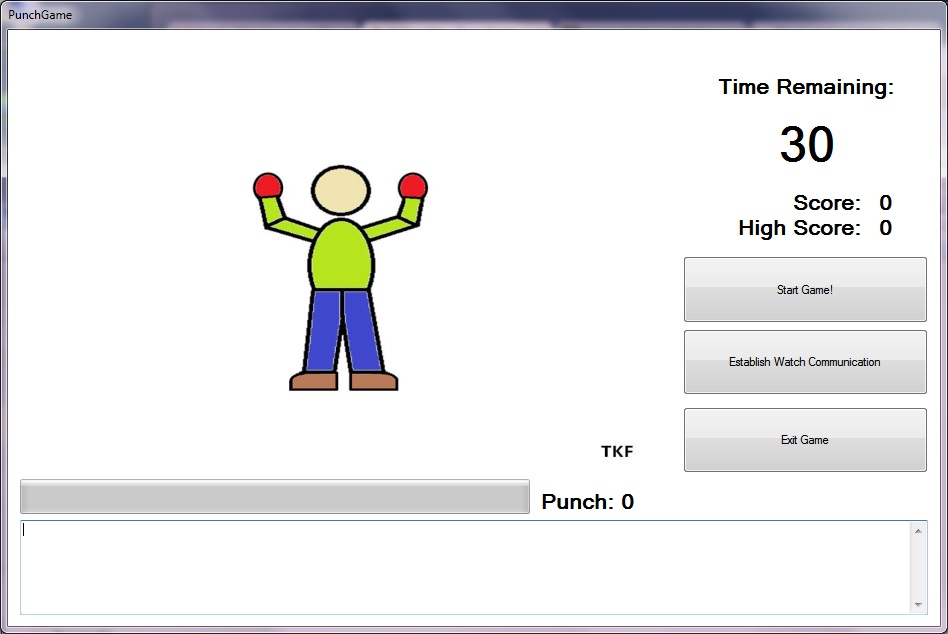 PunchGame
Time Remaining:
30
Score: 0
High Score: 0
Start Game!
Establish Watch Communication
Exit Game
TKF
Punch: 0